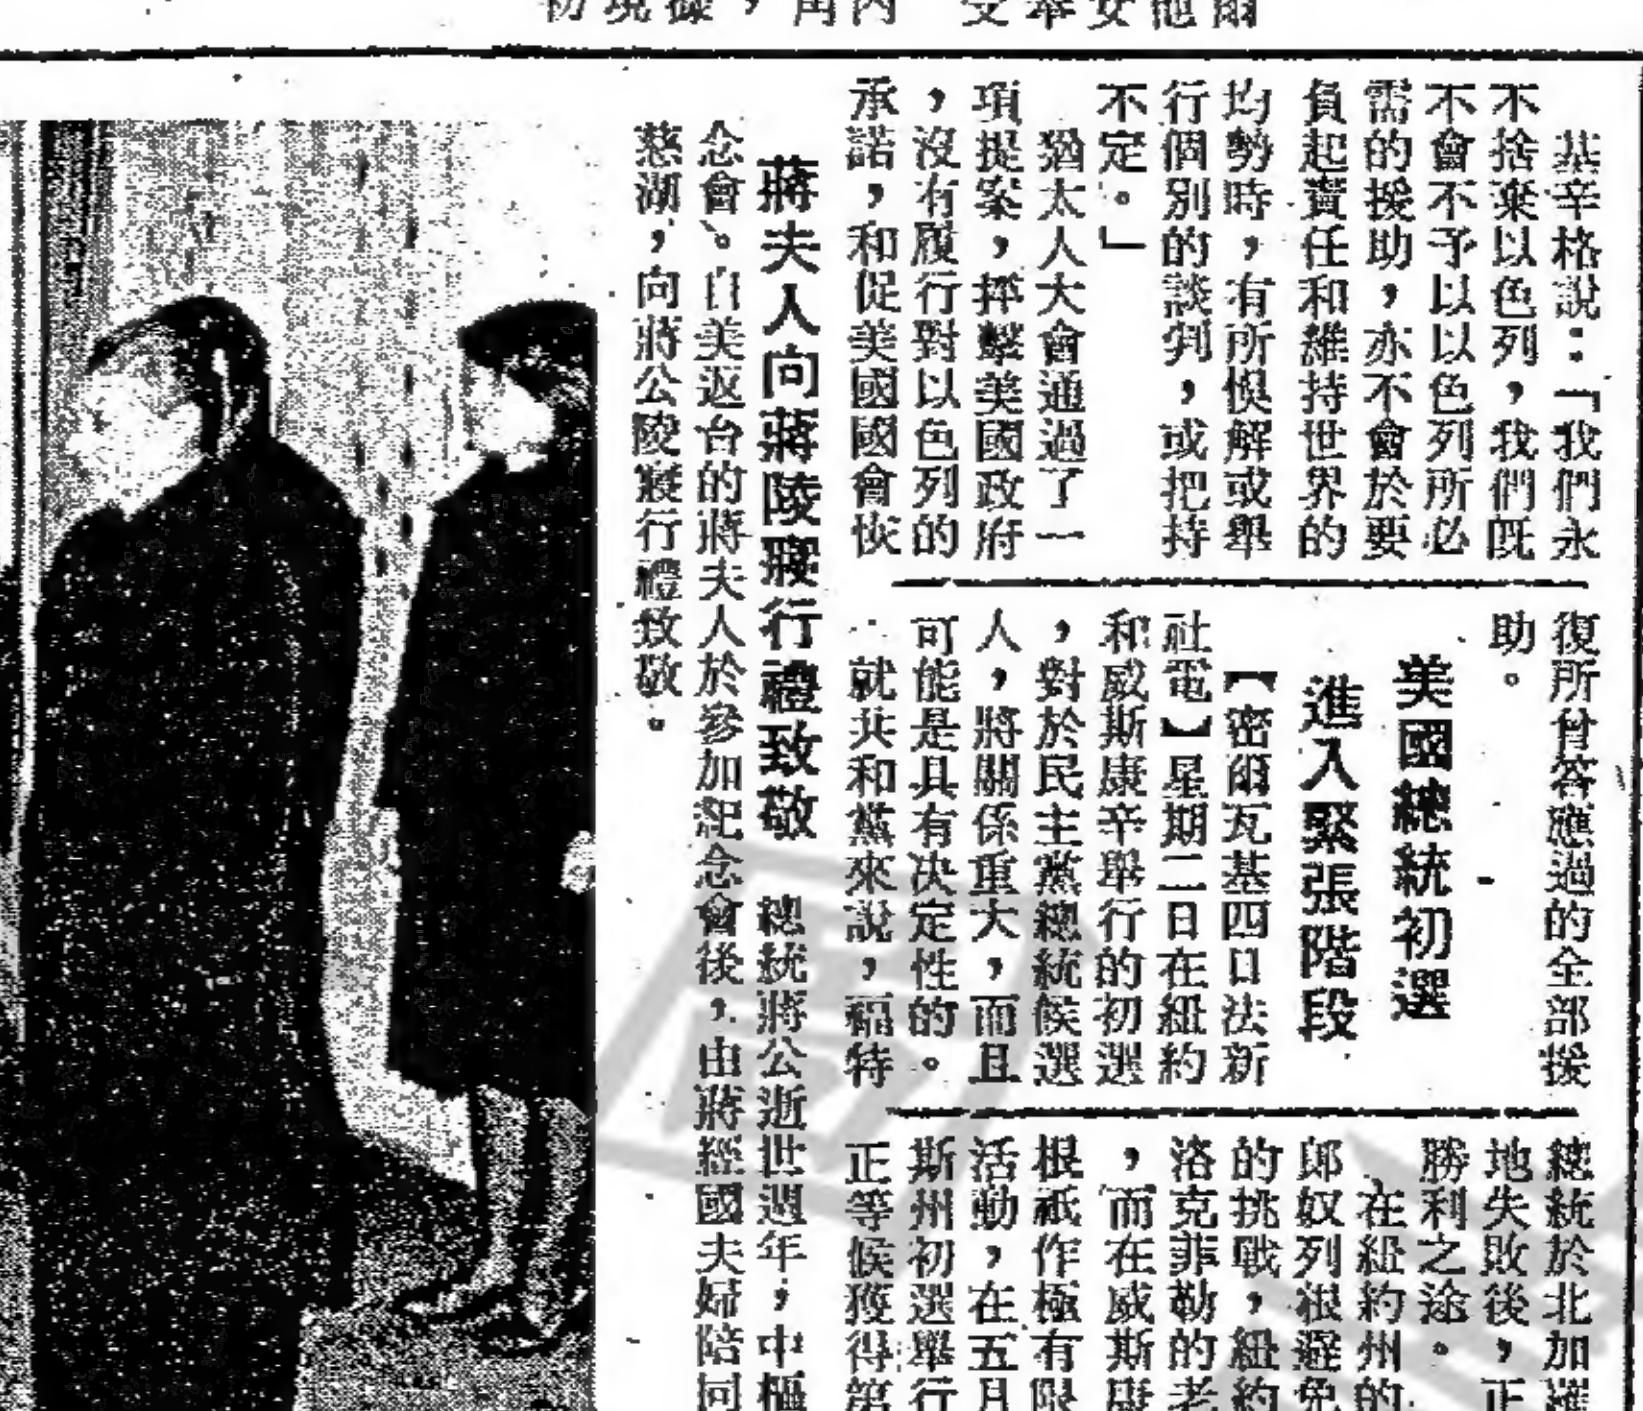 基辛格說：「我們永
不捨棄以色列，我們既
不會不予以以色列所必
需的援助，亦不會於要
負起責任和維持世界的
均勢時，有所悞解或舉
行個別的談判，或把持
不定。」
猶太人大會通過了一
項提案，抨擊美國政府
，沒有履行對以色列的
承諾，和促美國國會恢
復所曾答應過的全部援
助。
美國總統初選
進入緊張階段
【密爾瓦基四日法新
社電】星期二日在紐約
和威斯康辛舉行的初選
，對於民主黨總統候選
人，將關係重大，而且
可能是具有决定性的。
就共和黨來說，福特
總統於北加羅
地失敗後，正
勝利之途。
在紐約州的
郎奴列根避免
的挑戰，紐約
洛克菲勒的老
，而在威斯康
根祇作極有限
活動，在五月
斯州初選舉行
正等候獲得第
蔣夫人向蔣陵寢行禮致敬
總統蔣公逝世週年，中樞
念會。自美返台的蔣夫人於參加紀念會後，由蔣經國夫婦陪同
慈湖，向蔣公陵寢行禮致敬。